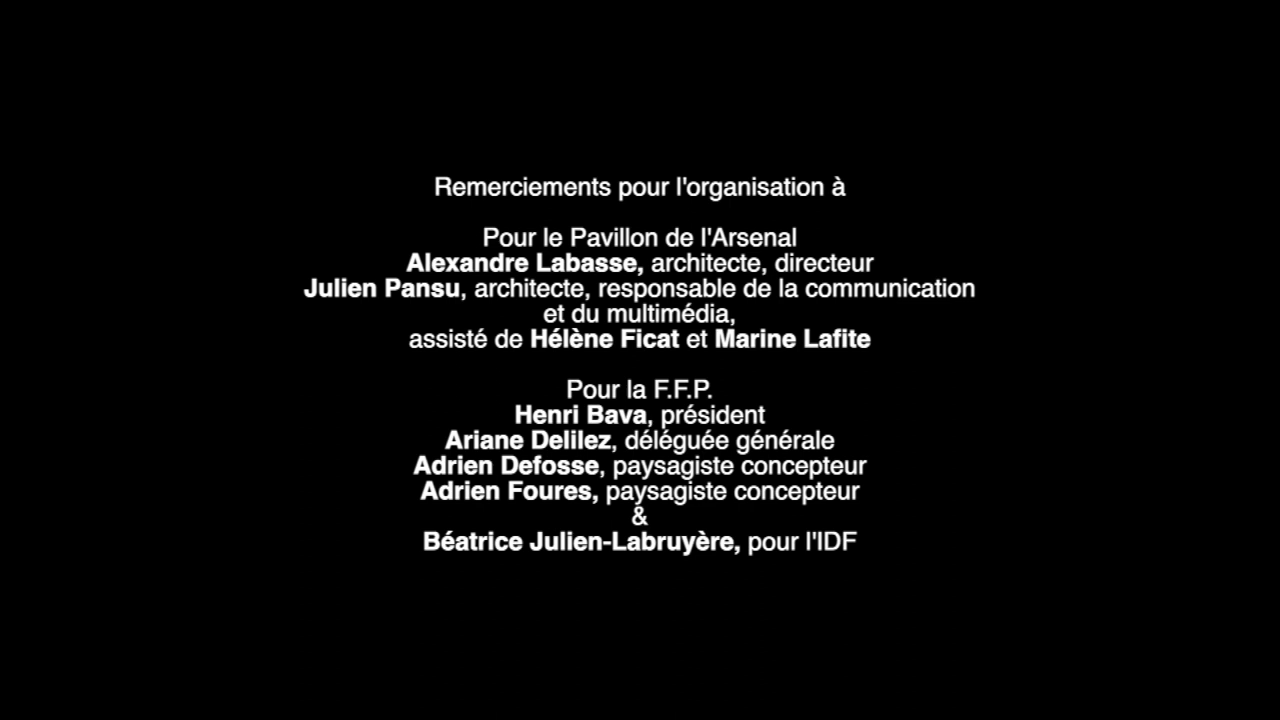 Remerciements pour l'organisation à
Pour le Pavillon de l'Arsenal
Alexandre Labasse, architecte, directeur
Julien Pansu, architecte, responsable de la communication
et du multimédia,
assisté de Hélène Ficat et Marine Lafite
Pour la F.F.P.
Henri Bava, président
Ariane Delilez, déléguée générale
Adrien Defosse, paysagiste concepteur
Adrien Foures, paysagiste concepteur
&
Béatrice Julien-Labruyère, pour l'IDF